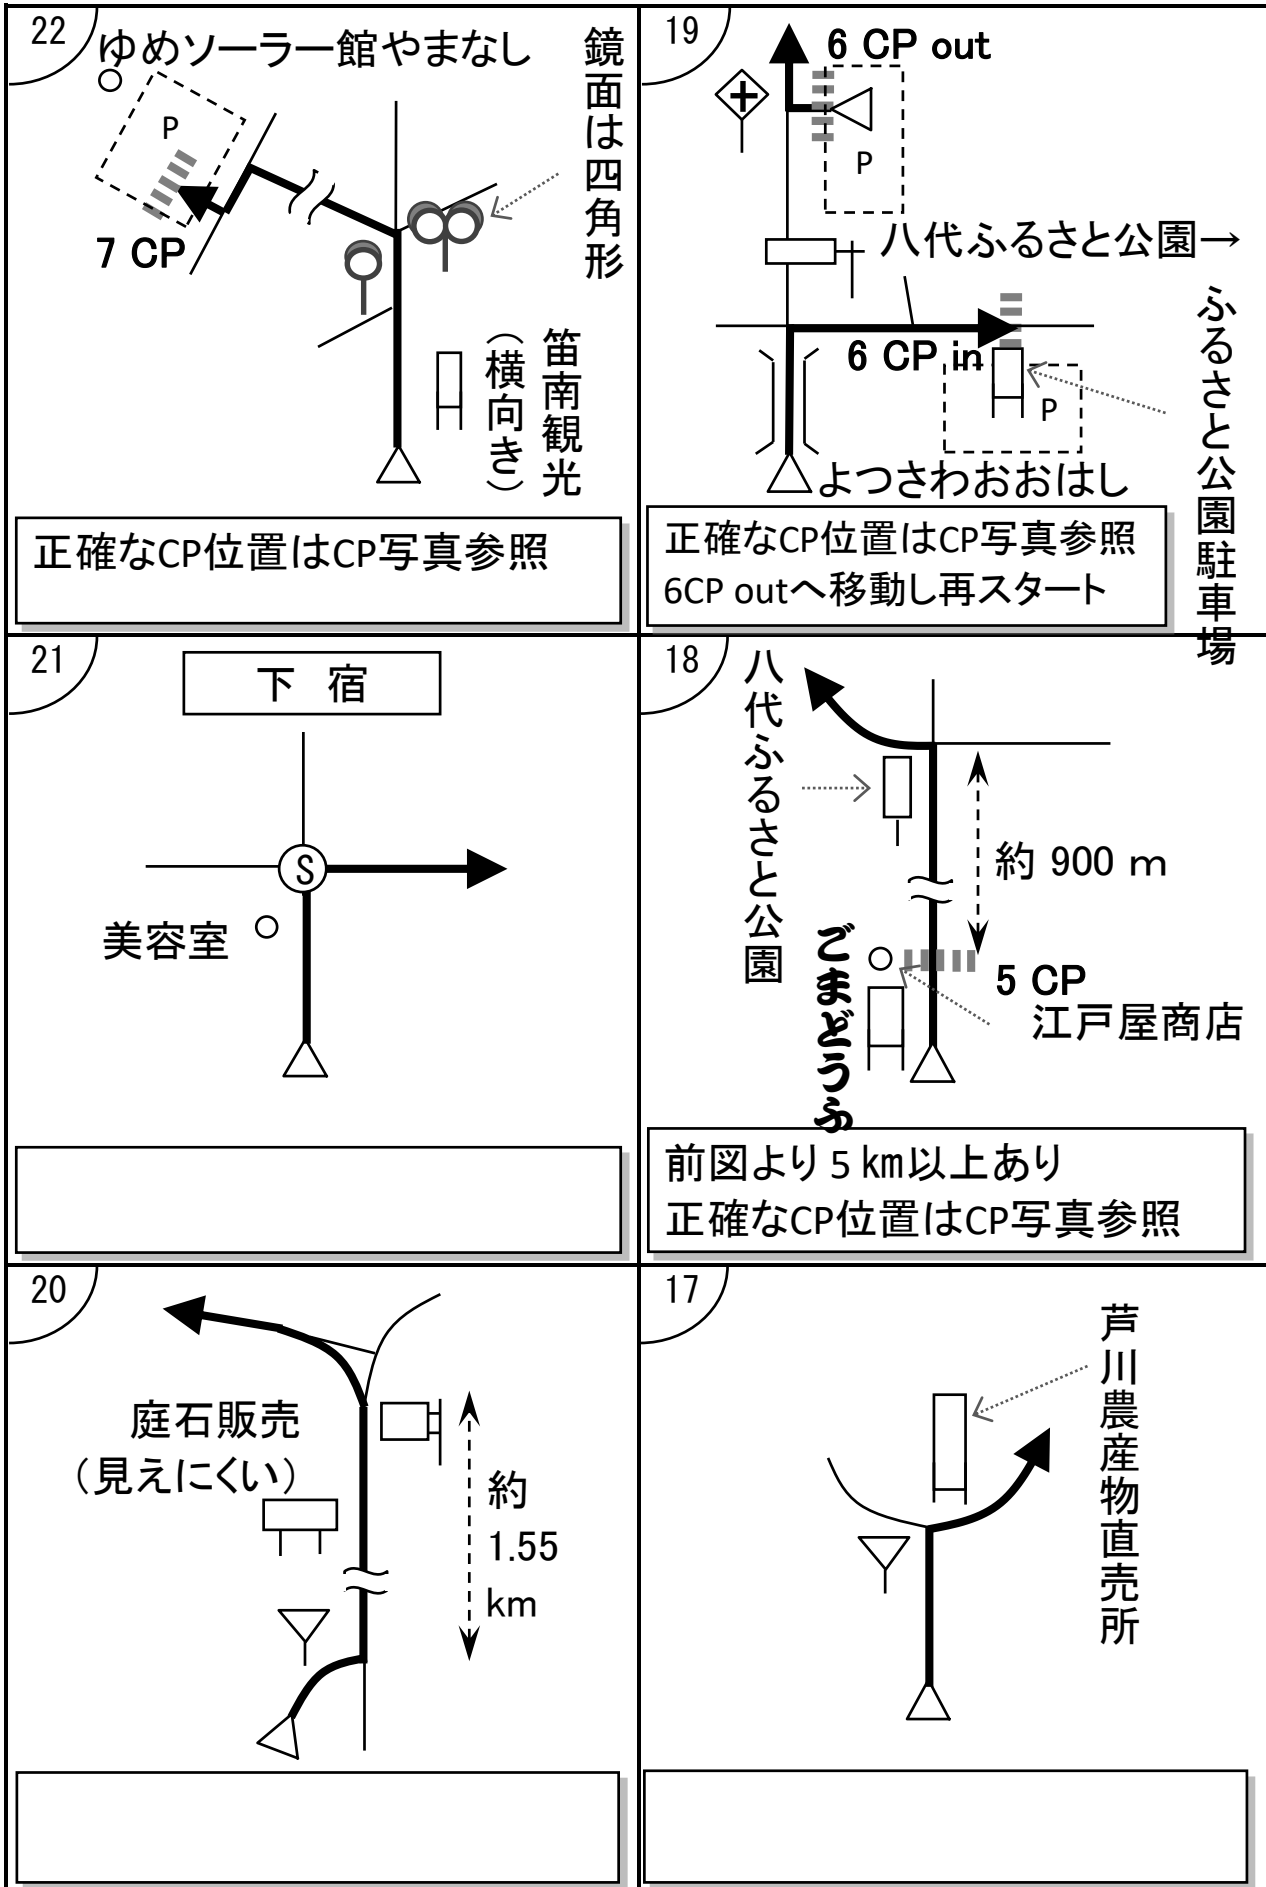 22
ゆめソーラー館やまなし
P
7 CP
鏡面は四角形
笛南観光
（横向き）
正確なCP位置はCP写真参照
19
6 CP out
P
八代ふるさと公園→
6 CP in
P
よつさわおおはし
ふるさと公園駐車場
正確なCP位置はCP写真参照
6CP outへ移動し再スタート
21
下 宿
S
美容室
18
八代ふるさと公園
約 900 m
ごまどうふ
5 CP
江戸屋商店
前図より 5 ㎞以上あり
正確なCP位置はCP写真参照
20
庭石販売
（見えにくい）
約
1.55
km
17
芦川農産物直売所